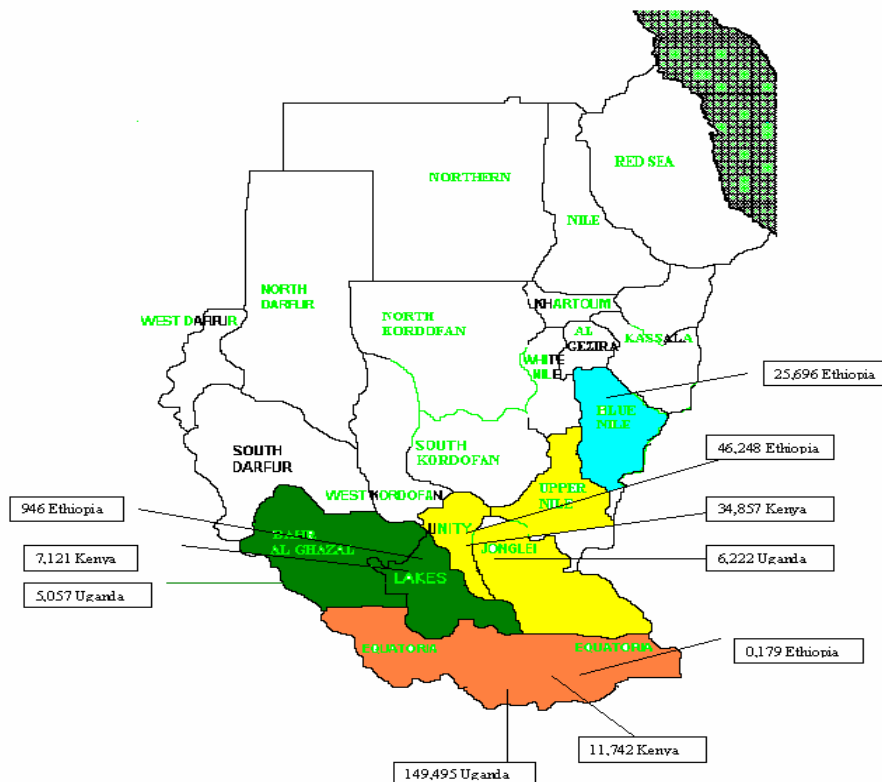 RED SEA
NORTHERN
NILE
NORTH
DARFUR
WEST DARFUR
NORTH
KORDOFAN
KHARTOUM
AL
GEZIRA
KASSALA
WHITE
NILE
25,696 Ethiopia
BLUE
NILE
SOUTH
DARFUR
SOUTH
KORDOFAN
46,248 Ethiopia
WEST KORDOFAN
UPPER
NILE
946 Ethiopia
34,857 Kenya
UNITY
BAHR
AL GHAZAL
JONGLEI
7,121 Kenya
6,222 Uganda
LAKES
5,057 Uganda
EQUATORIA
EQUATORIA
0,179 Ethiopia
11,742 Kenya
149,495 Uganda